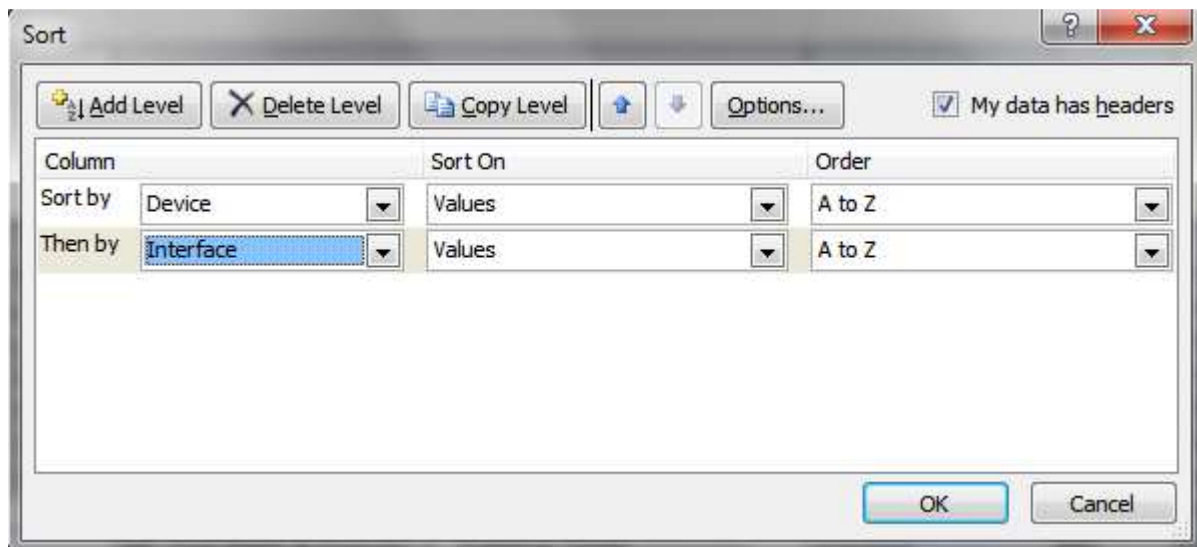 Sort
Add Level Delete Level Copy Level Options... My data has headers
Column Sort On Order
Sort by Device Values A to Z
Then by Interface Values A to Z
OK Cancel